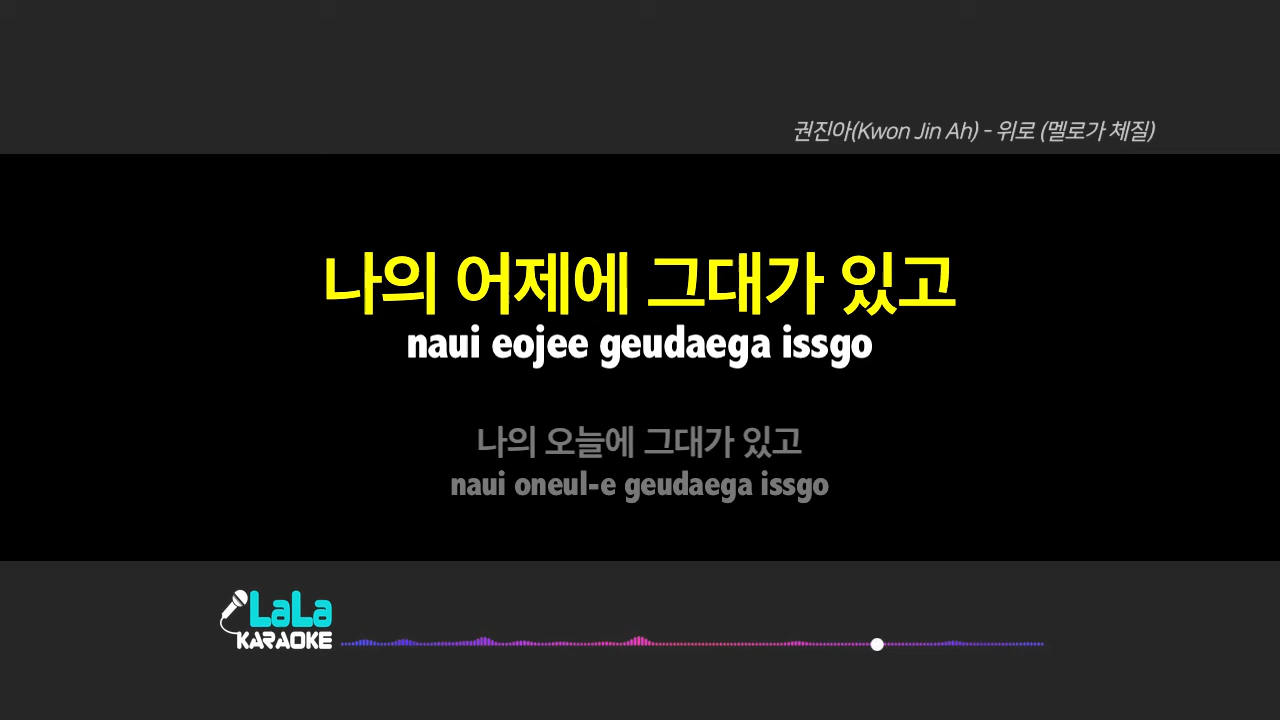 권진아(Kwon Jin Ah) - 위로 (멜로가 체질)
나의 어제에 그대가 있고
naui eojee geudaega issgo
나의 오늘에 그대가 있고
naui oneul-e geudaega issgo
LaLa
KARAOKE